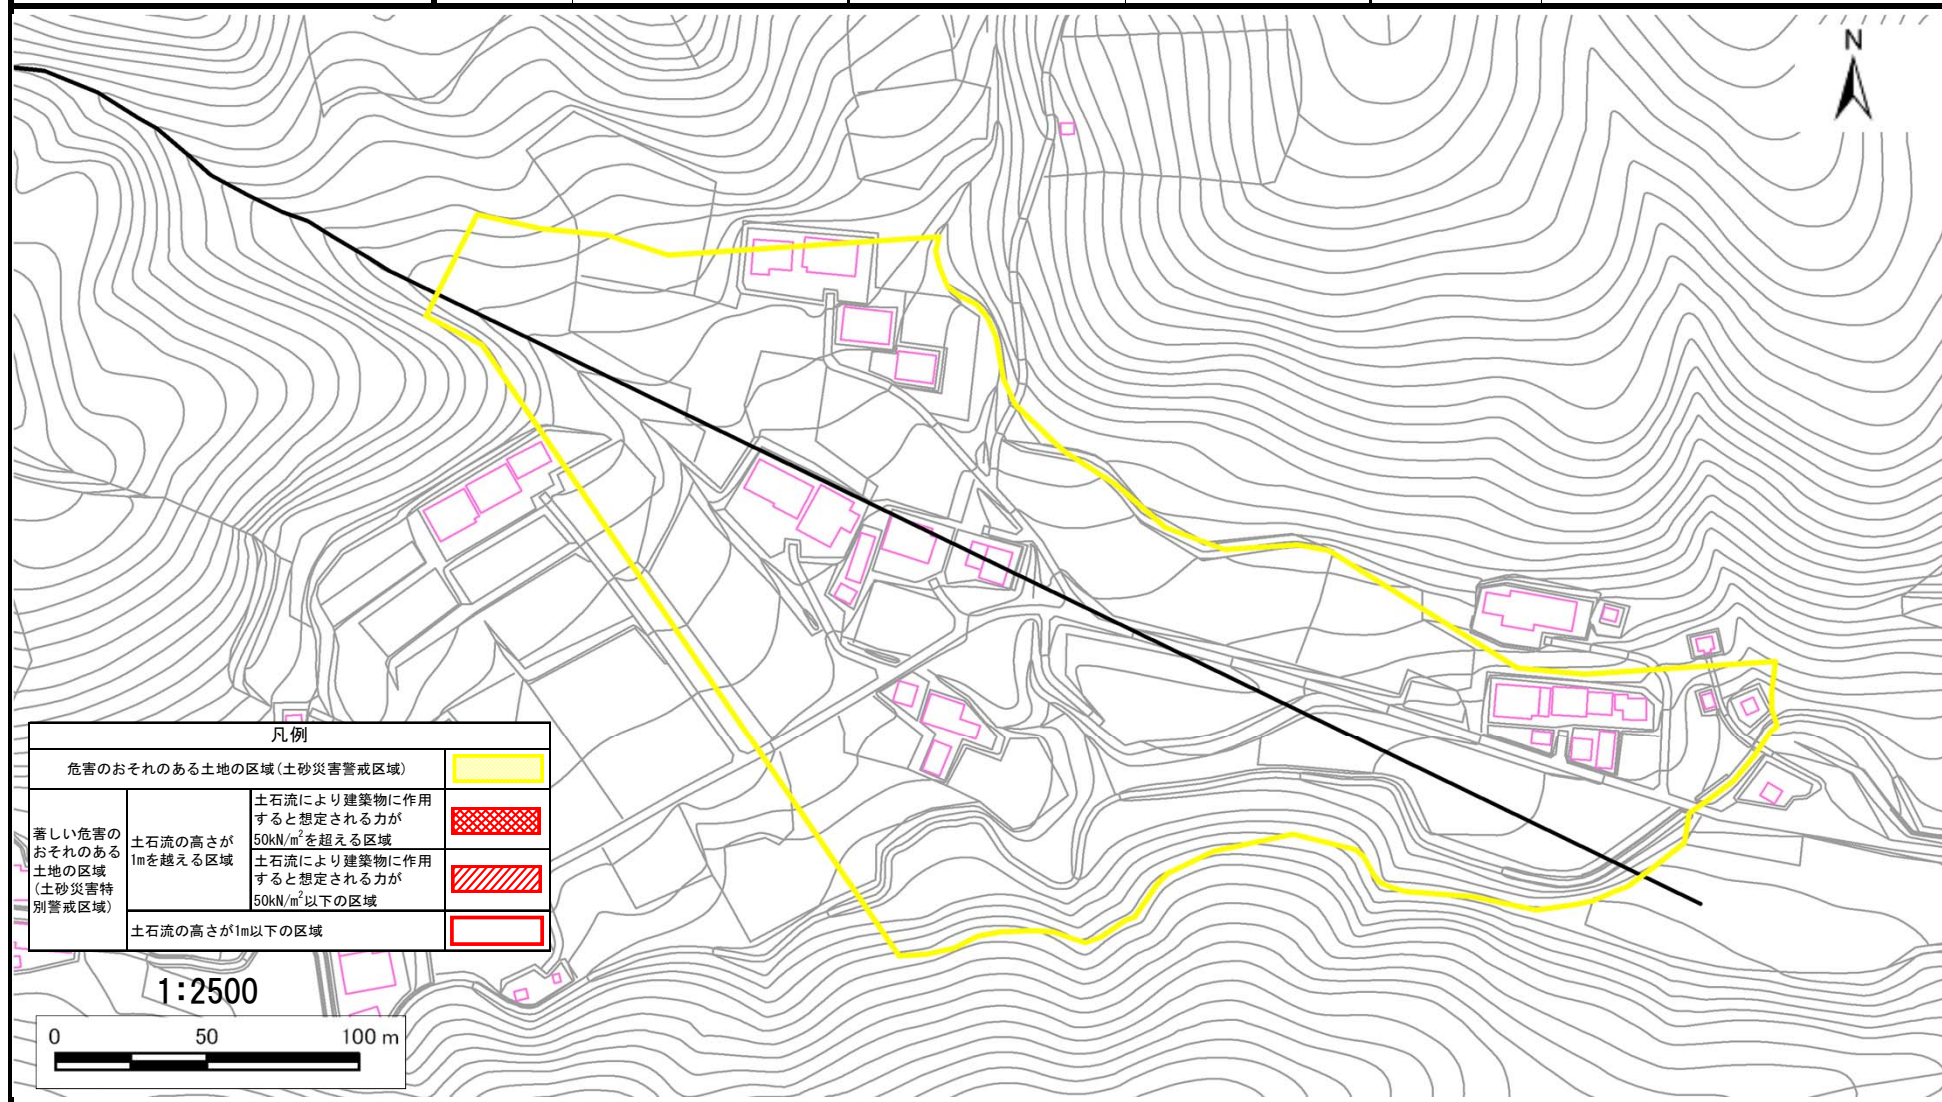 N
凡例
危害のおそれのある土地の区域(土砂災害警戒区域)
著しい危害の
おそれのある
土地の区域
(土砂災害特
別警戒区域)
土石流の高さが
1mを越える区域
土石流により建築物に作用
すると想定される力が
50kN/m²を超える区域
土石流により建築物に作用
すると想定される力が
50kN/m²以下の区域
土石流の高さが1m以下の区域
1:2500
0 50 100 m